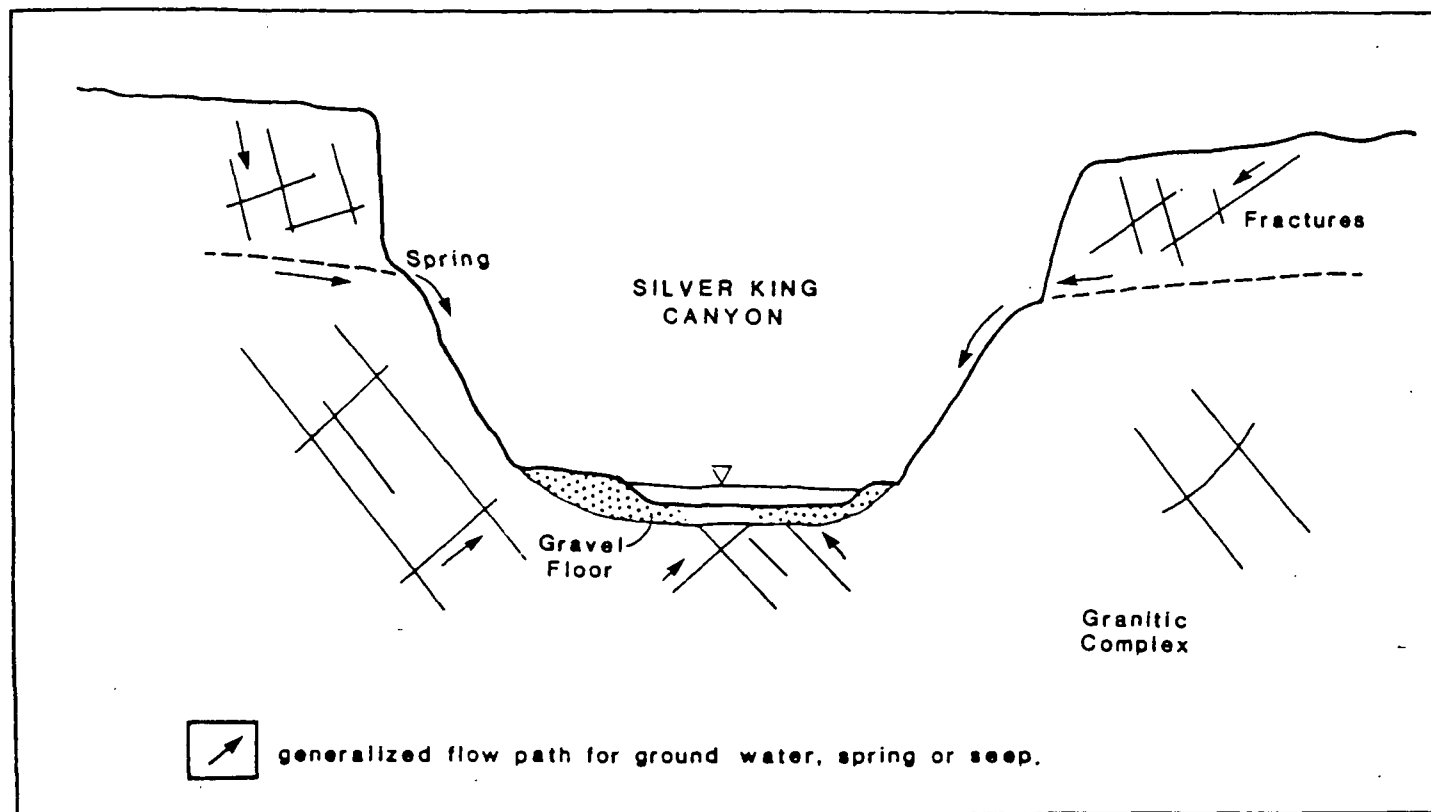 Spring
SILVER KING
CANYON
Fractures
Gravel
Floor
Granitic
Complex
generalized flow path for ground water, spring or seep.